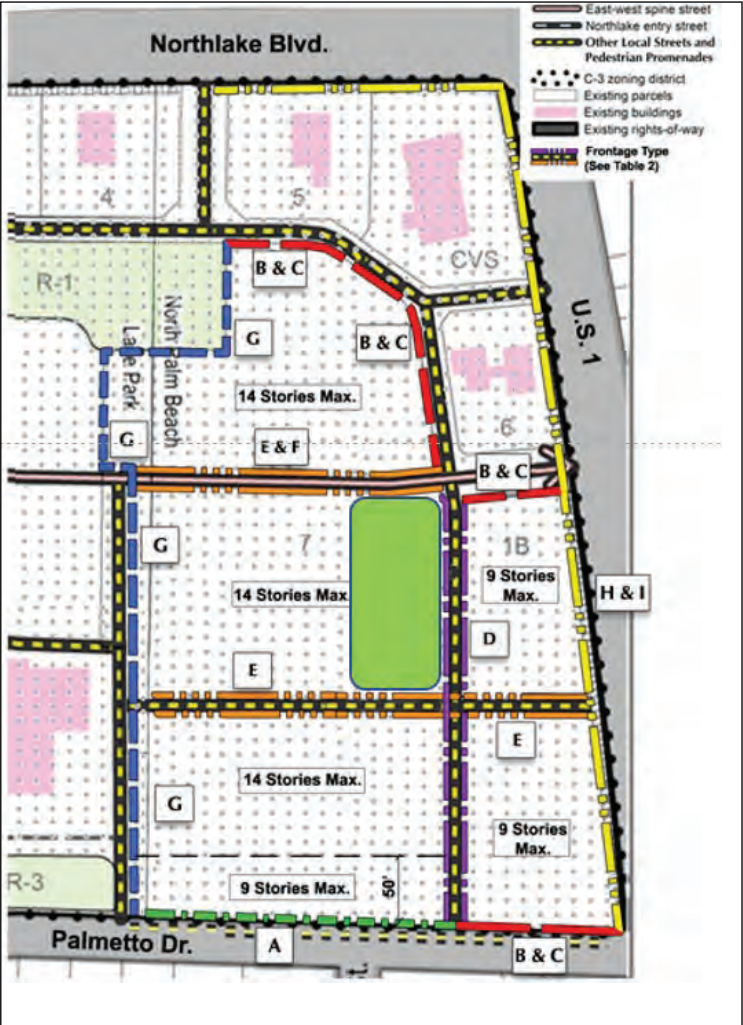 Northlake Blvd.
East-west spine street
Northlake entry street
Other Local Streets and
Pedestrian Promenades
C-3 zoning district
Existing parcels
Existing buildings
Existing rights-of-way
Frontage Type
(See Table 2)
4
5
CVS
R-1
B & C
U.S. 1
North Palm Beach
Lake Park
G
B & C
14 Stories Max.
6
G
E & F
B & C
G
7
1B
9 Stories
Max.
14 Stories Max.
H & I
D
E
E
14 Stories Max.
G
9 Stories
Max.
R-3
9 Stories Max.
50'
Palmetto Dr.
A
B & C